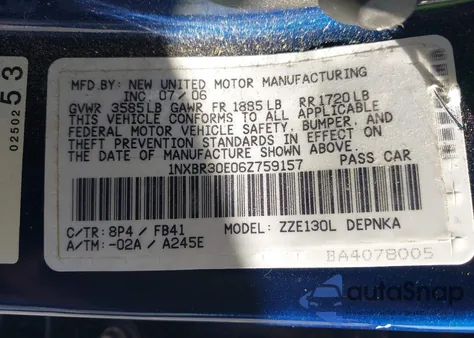 02502 53
MFD.BY: NEW UNITED MOTOR MANUFACTURING
INC. 07/06
GVWR 3585LB GAWR FR 1885LB RR 1720LB
THIS VEHICLE CONFORMS TO ALL APPLICABLE
FEDERAL MOTOR VEHICLE SAFETY, BUMPER, AND
THEFT PREVENTION STANDARDS IN EFFECT ON
THE DATE OF MANUFACTURE SHOWN ABOVE.
1NXBR30E06Z759157 PASS CAR
C/TR: 8P4 / FB41 MODEL: ZZE130L DEPNKA
A/TM: -02A / A245E
BA4078005
autoSnap